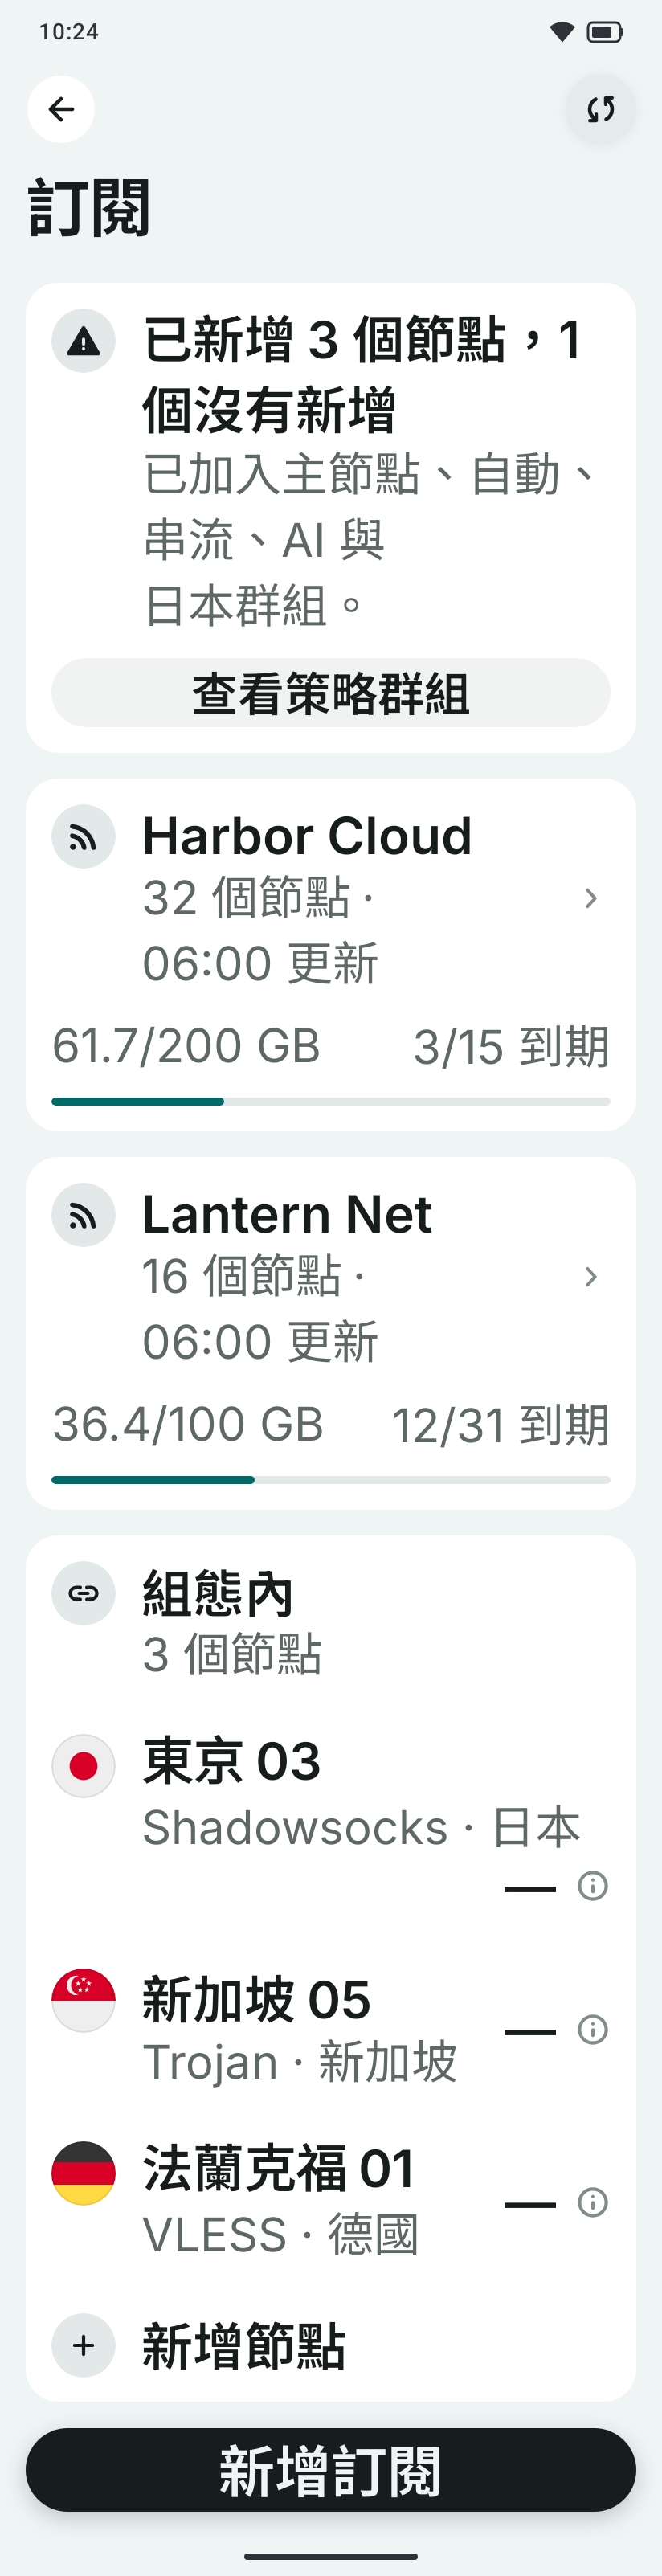 10:24
訂閱
已新增 3 個節點，1
個沒有新增
已加入主節點、自動、
串流、AI 與
日本群組。
查看策略群組
Harbor Cloud
32 個節點 ·
06:00 更新
61.7/200 GB
3/15 到期
Lantern Net
16 個節點 ·
06:00 更新
36.4/100 GB
12/31 到期
組態內
3 個節點
東京 03
Shadowsocks · 日本
—
新加坡 05
Trojan · 新加坡
—
法蘭克福 01
VLESS · 德國
—
新增節點
新增訂閱